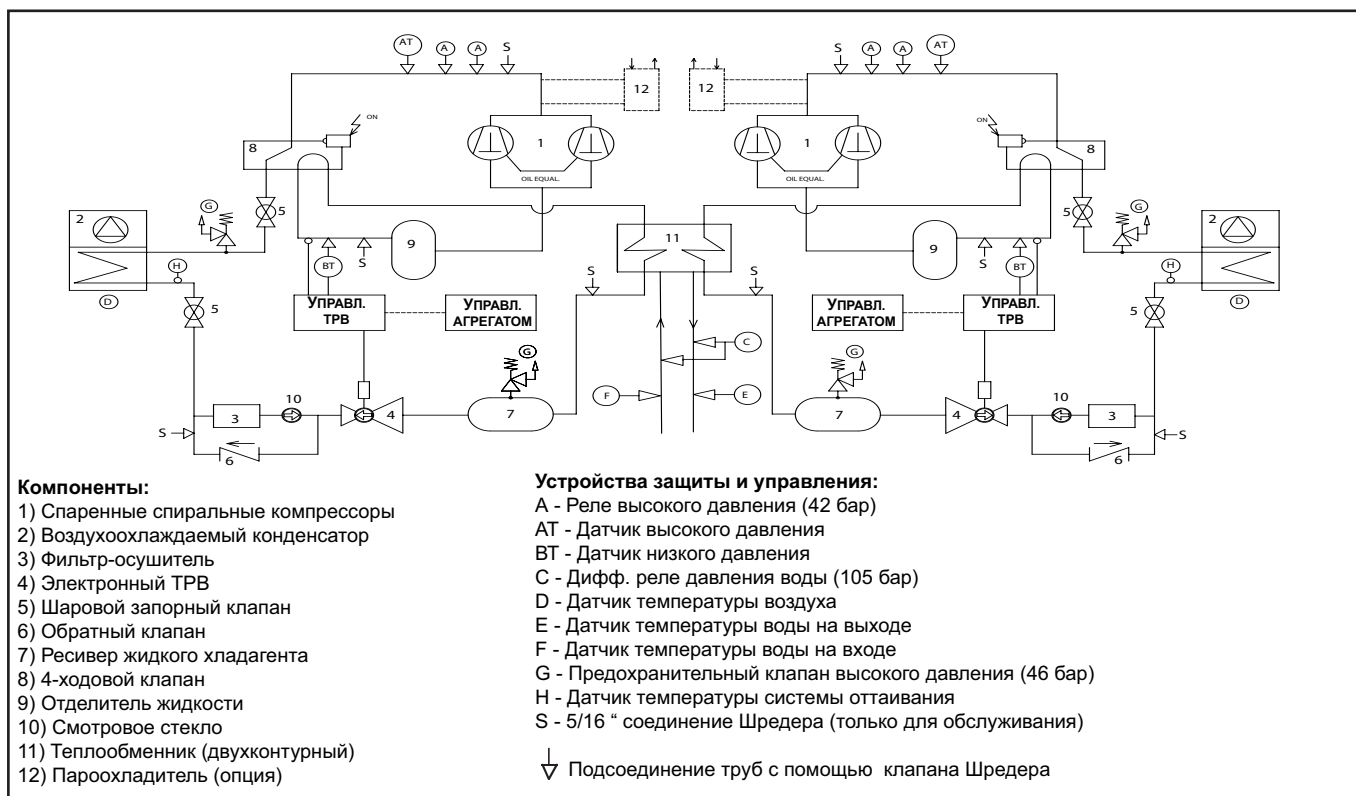 AT A A S
S A A AT
12
12
ON
ON
1
1
8
8
OIL EQUAL.
OIL EQUAL.
G
5
5
G
2
2
9
11
9
H
BT
S
S
BT
H
D
S
S
D
5
5
УПРАВЛ. ТРВ
УПРАВЛ. АГРЕГАТОМ
УПРАВЛ. АГРЕГАТОМ
УПРАВЛ. ТРВ
G
C
G
F
E
10
10
3
4
7
7
4
3
S
S
6
6
Компоненты:
1) Спаренные спиральные компрессоры
2) Воздухоохлаждаемый конденсатор
3) Фильтр-осушитель
4) Электронный ТРВ
5) Шаровой запорный клапан
6) Обратный клапан
7) Ресивер жидкого хладагента
8) 4-ходовой клапан
9) Отделитель жидкости
10) Смотровое стекло
11) Теплообменник (двухконтурный)
12) Пароохладитель (опция)
Устройства защиты и управления:
A - Реле высокого давления (42 бар)
AT - Датчик высокого давления
BT - Датчик низкого давления
C - Дифф. реле давления воды (105 бар)
D - Датчик температуры воздуха
E - Датчик температуры воды на выходе
F - Датчик температуры воды на входе
G - Предохранительный клапан высокого давления (46 бар)
H - Датчик температуры системы оттаивания
S - 5/16 “ соединение Шредера (только для обслуживания)
Подсоединение труб с помощью клапана Шредера